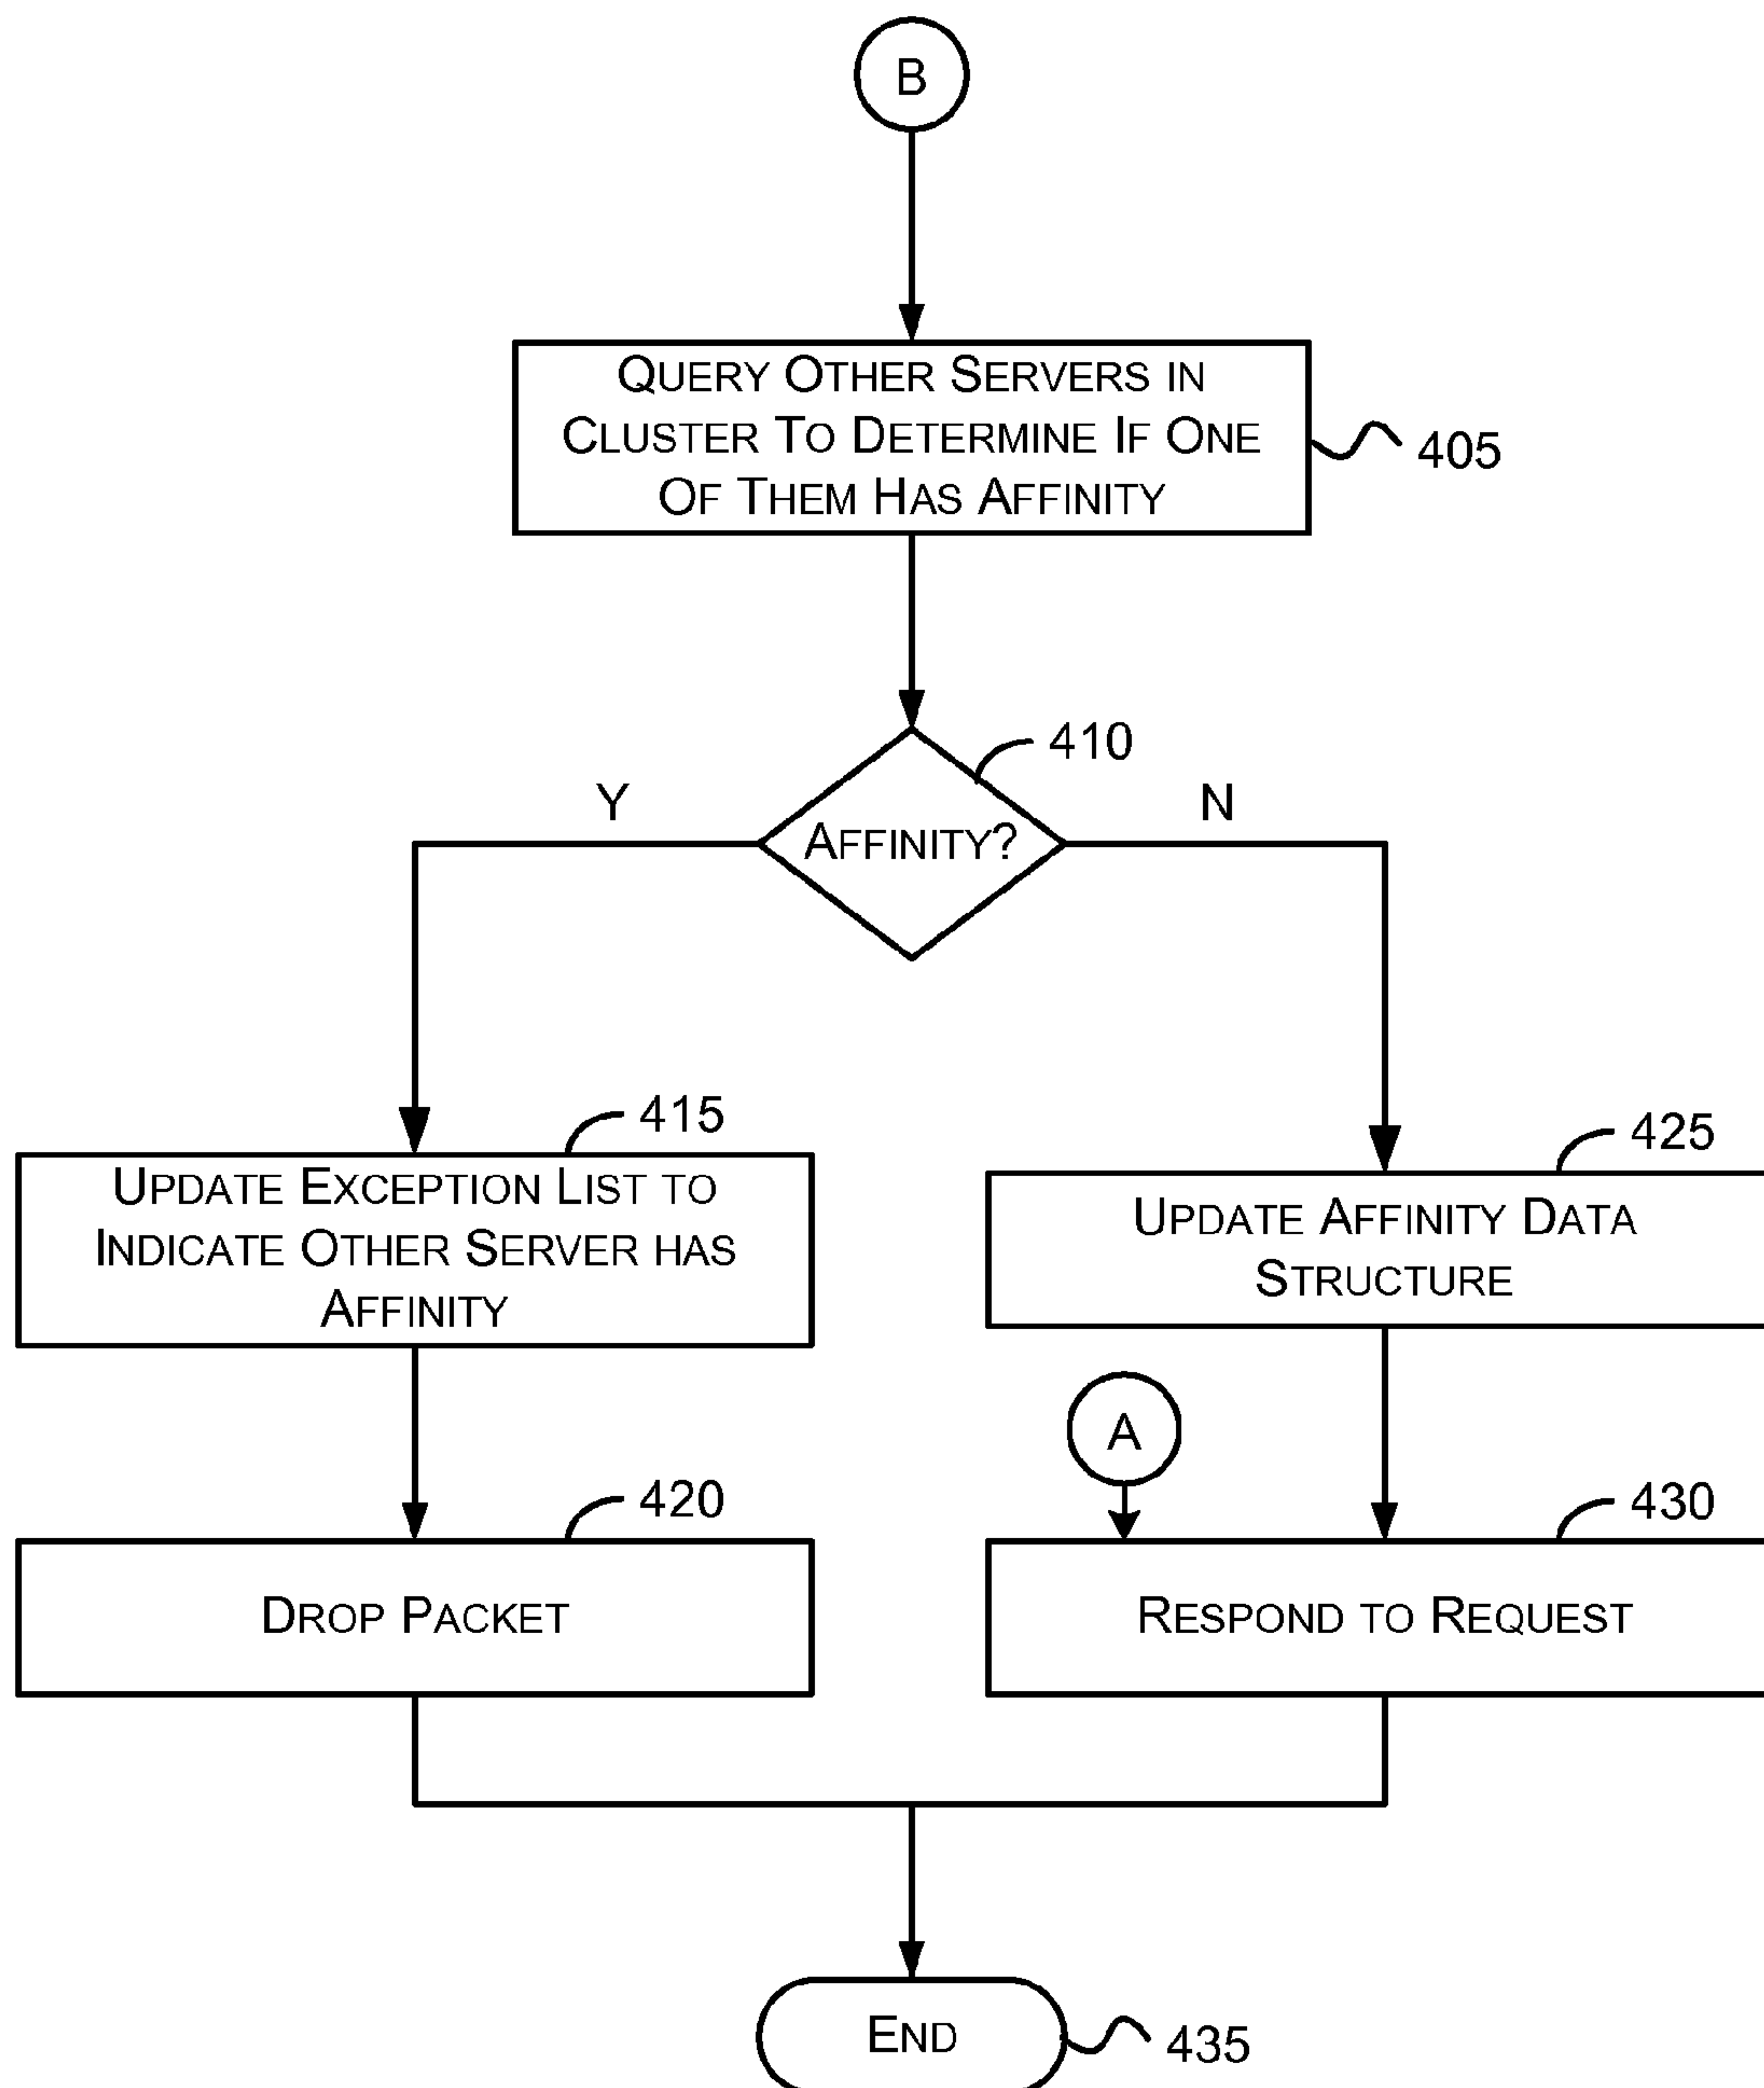 B
QUERY OTHER SERVERS IN
CLUSTER TO DETERMINE IF ONE
OF THEM HAS AFFINITY
405
410
Y
N
AFFINITY?
415
UPDATE EXCEPTION LIST TO
INDICATE OTHER SERVER HAS
AFFINITY
425
UPDATE AFFINITY DATA
STRUCTURE
A
420
DROP PACKET
430
RESPOND TO REQUEST
END
435